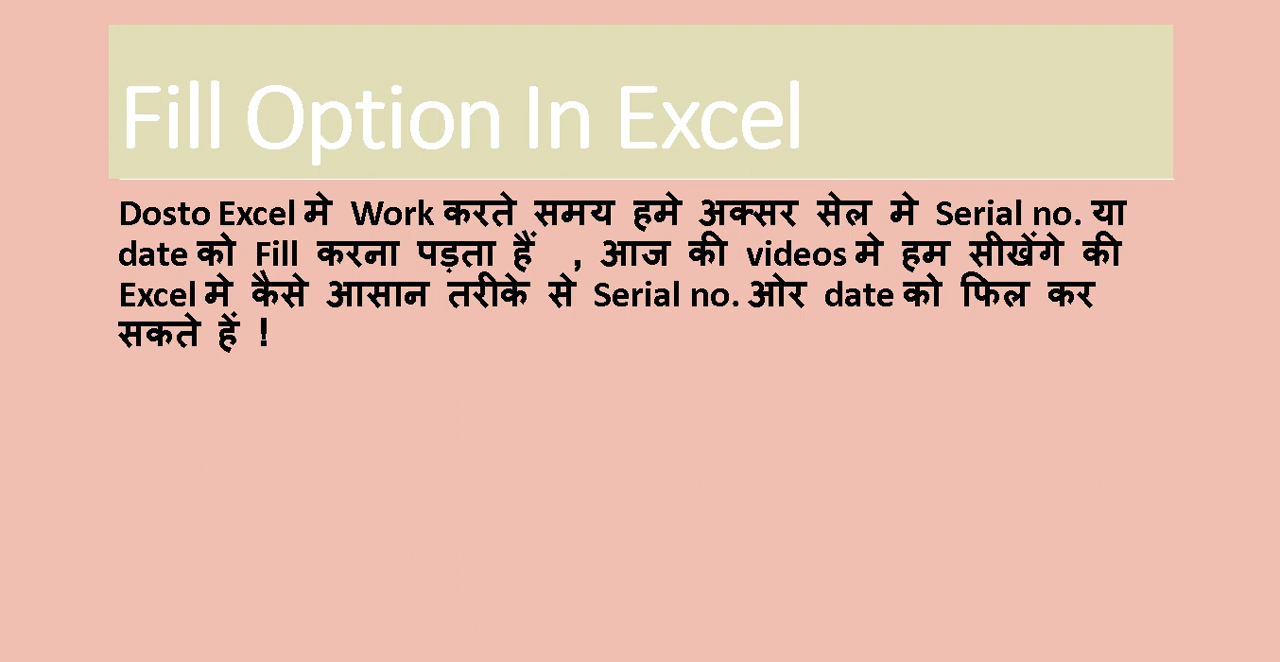 Fill Option In Excel
Dosto Excel मे Work करते समय हमे अक्सर सेल मे Serial no. या
date को Fill करना पड़ता हैं , आज की videos मे हम सीखेंगे की
Excel मे कैसे आसान तरीके से Serial no. ओर date को फिल कर
सकते हें !